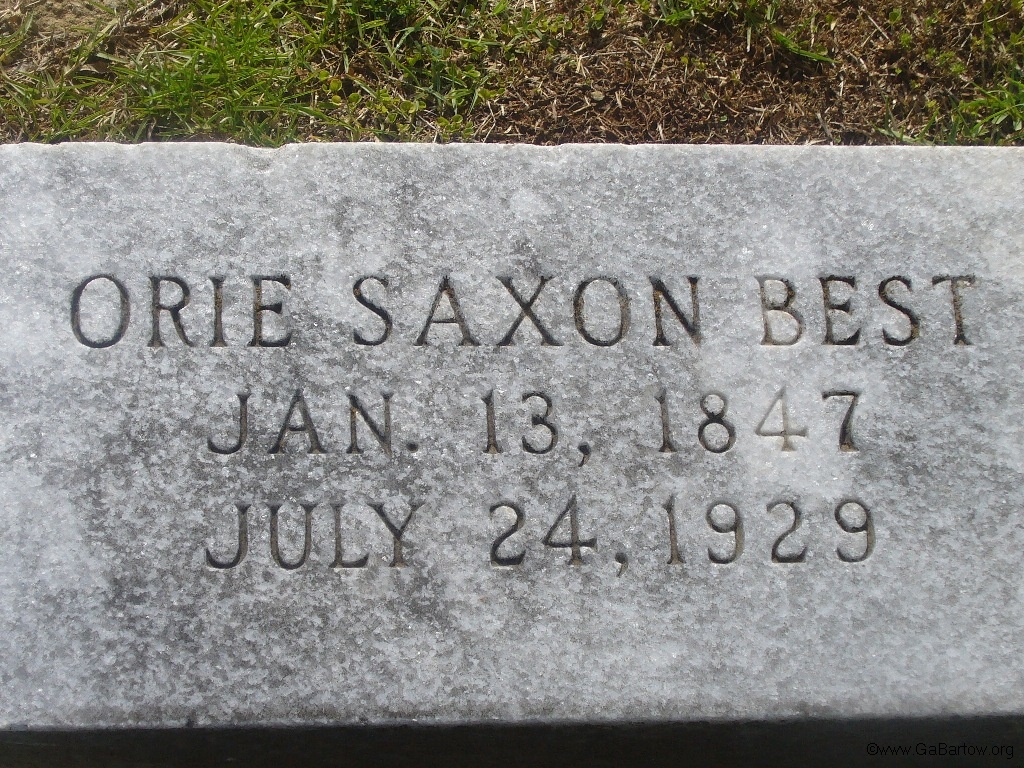 ORIE SAXON BEST
JAN. 13, 1847
JULY 24, 1929
©www.GaBartow.org